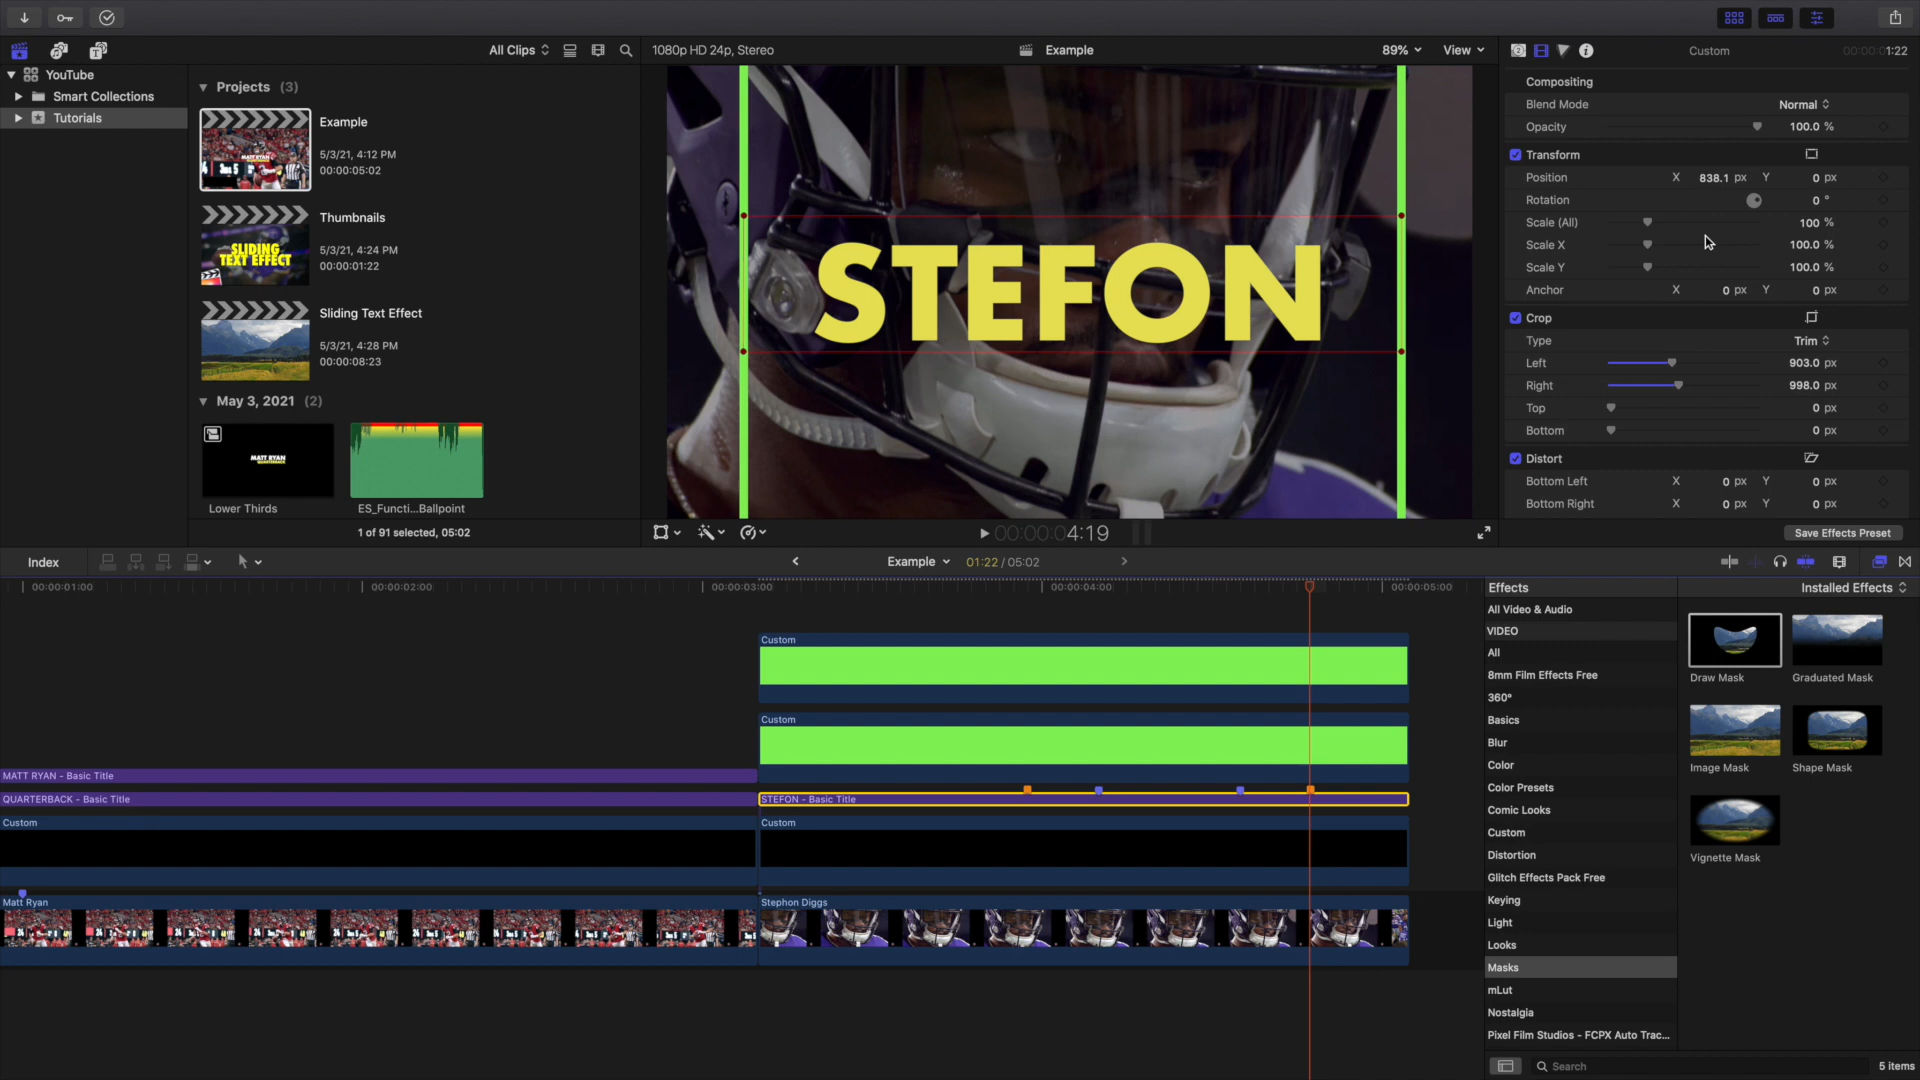 All Clips
1080p HD 24p, Stereo
Example
89%
View
Custom
00:00:01:22
YouTube
Smart Collections
Tutorials
Projects (3)
Example
5/3/21, 4:12 PM
00:00:05:02
Thumbnails
5/3/21, 4:24 PM
00:00:01:22
SLIDING
TEXT EFFECT
Sliding Text Effect
5/3/21, 4:28 PM
00:00:08:23
May 3, 2021 (2)
MATT RYAN
QUARTERBACK
Lower Thirds
ES_Functi...Ballpoint
1 of 91 selected, 05:02
STEFON
00:00:04:19
Compositing
Blend Mode Normal
Opacity 100.0 %
Transform
Position X 838.1 px Y 0 px
Rotation 0 °
Scale (All) 100 %
Scale X 100.0 %
Scale Y 100.0 %
Anchor X 0 px Y 0 px
Crop
Type Trim
Left 903.0 px
Right 998.0 px
Top 0 px
Bottom 0 px
Distort
Bottom Left X 0 px Y 0 px
Bottom Right X 0 px Y 0 px
Save Effects Preset
Index
Example
01:22 / 05:02
00:00:01:00
00:00:02:00
00:00:03:00
00:00:04:00
00:00:05:00
Custom
Custom
MATT RYAN - Basic Title
QUARTERBACK - Basic Title
STEFON - Basic Title
Custom
Custom
Matt Ryan
Stephon Diggs
Effects
Installed Effects
All Video & Audio
VIDEO
All
8mm Film Effects Free
360°
Basics
Blur
Color
Color Presets
Comic Looks
Custom
Distortion
Glitch Effects Pack Free
Keying
Light
Looks
Masks
mLut
Nostalgia
Pixel Film Studios - FCPX Auto Trac...
Draw Mask
Graduated Mask
Image Mask
Shape Mask
Vignette Mask
Search
5 items